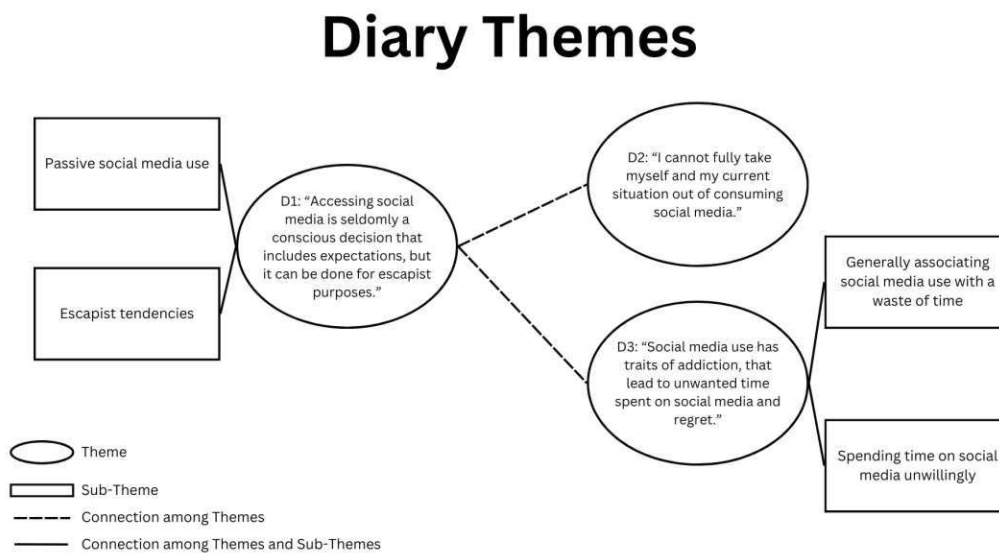 Diary Themes
Passive social media use
Escapist tendencies
D1: “Accessing social
media is seldomly a
conscious decision that
includes expectations, but
it can be done for escapist
purposes.”
D2: “I cannot fully take
myself and my current
situation out of consuming
social media.”
D3: “Social media use has
traits of addiction, that
lead to unwanted time
spent on social media and
regret.”
Generally associating
social media use with a
waste of time
Spending time on social
media unwillingly
Theme
Sub-Theme
Connection among Themes
Connection among Themes and Sub-Themes